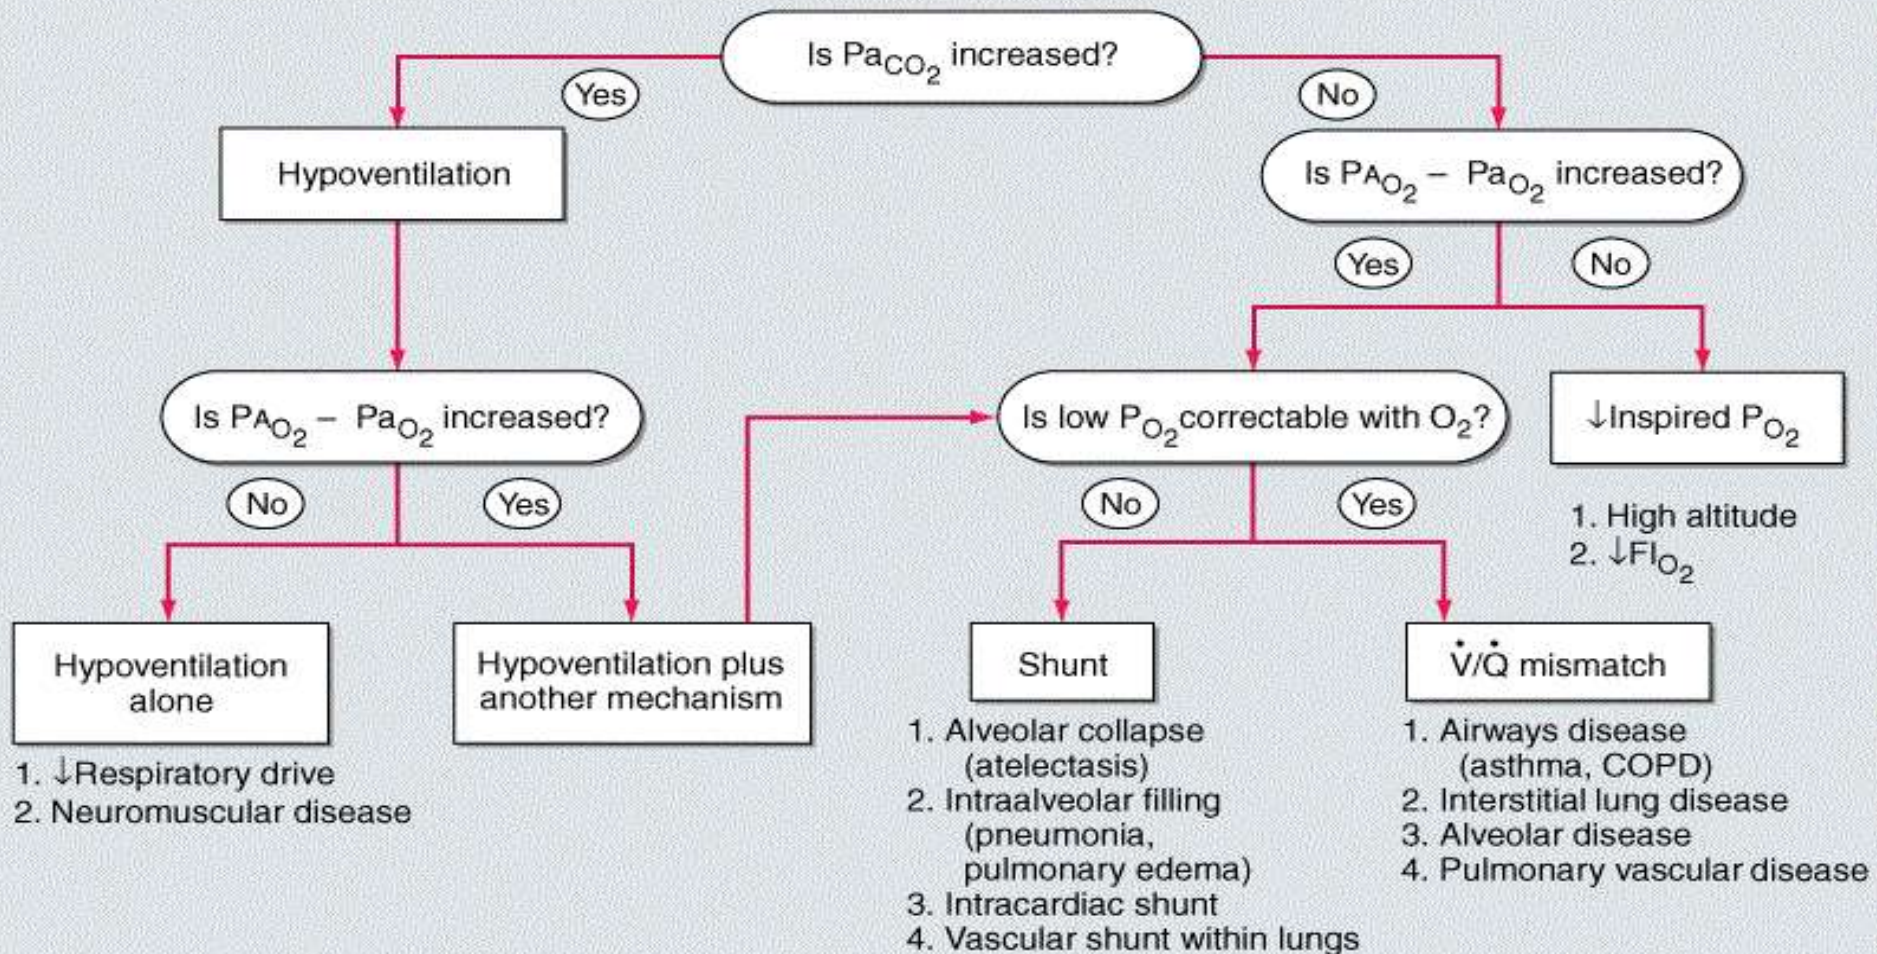 Is PaCO2 increased?
Yes
No
Hypoventilation
Is PAO2 – PaO2 increased?
Yes
No
Is PAO2 – PaO2 increased?
Is low PO2 correctable with O2?
↓Inspired PO2
No
Yes
No
Yes
1. High altitude
2. ↓FIO2
Hypoventilation
alone
Hypoventilation plus
another mechanism
Shunt
V̇/Q̇ mismatch
1. ↓Respiratory drive
2. Neuromuscular disease
1. Alveolar collapse
(atelectasis)
2. Intraalveolar filling
(pneumonia,
pulmonary edema)
3. Intracardiac shunt
4. Vascular shunt within lungs
1. Airways disease
(asthma, COPD)
2. Interstitial lung disease
3. Alveolar disease
4. Pulmonary vascular disease